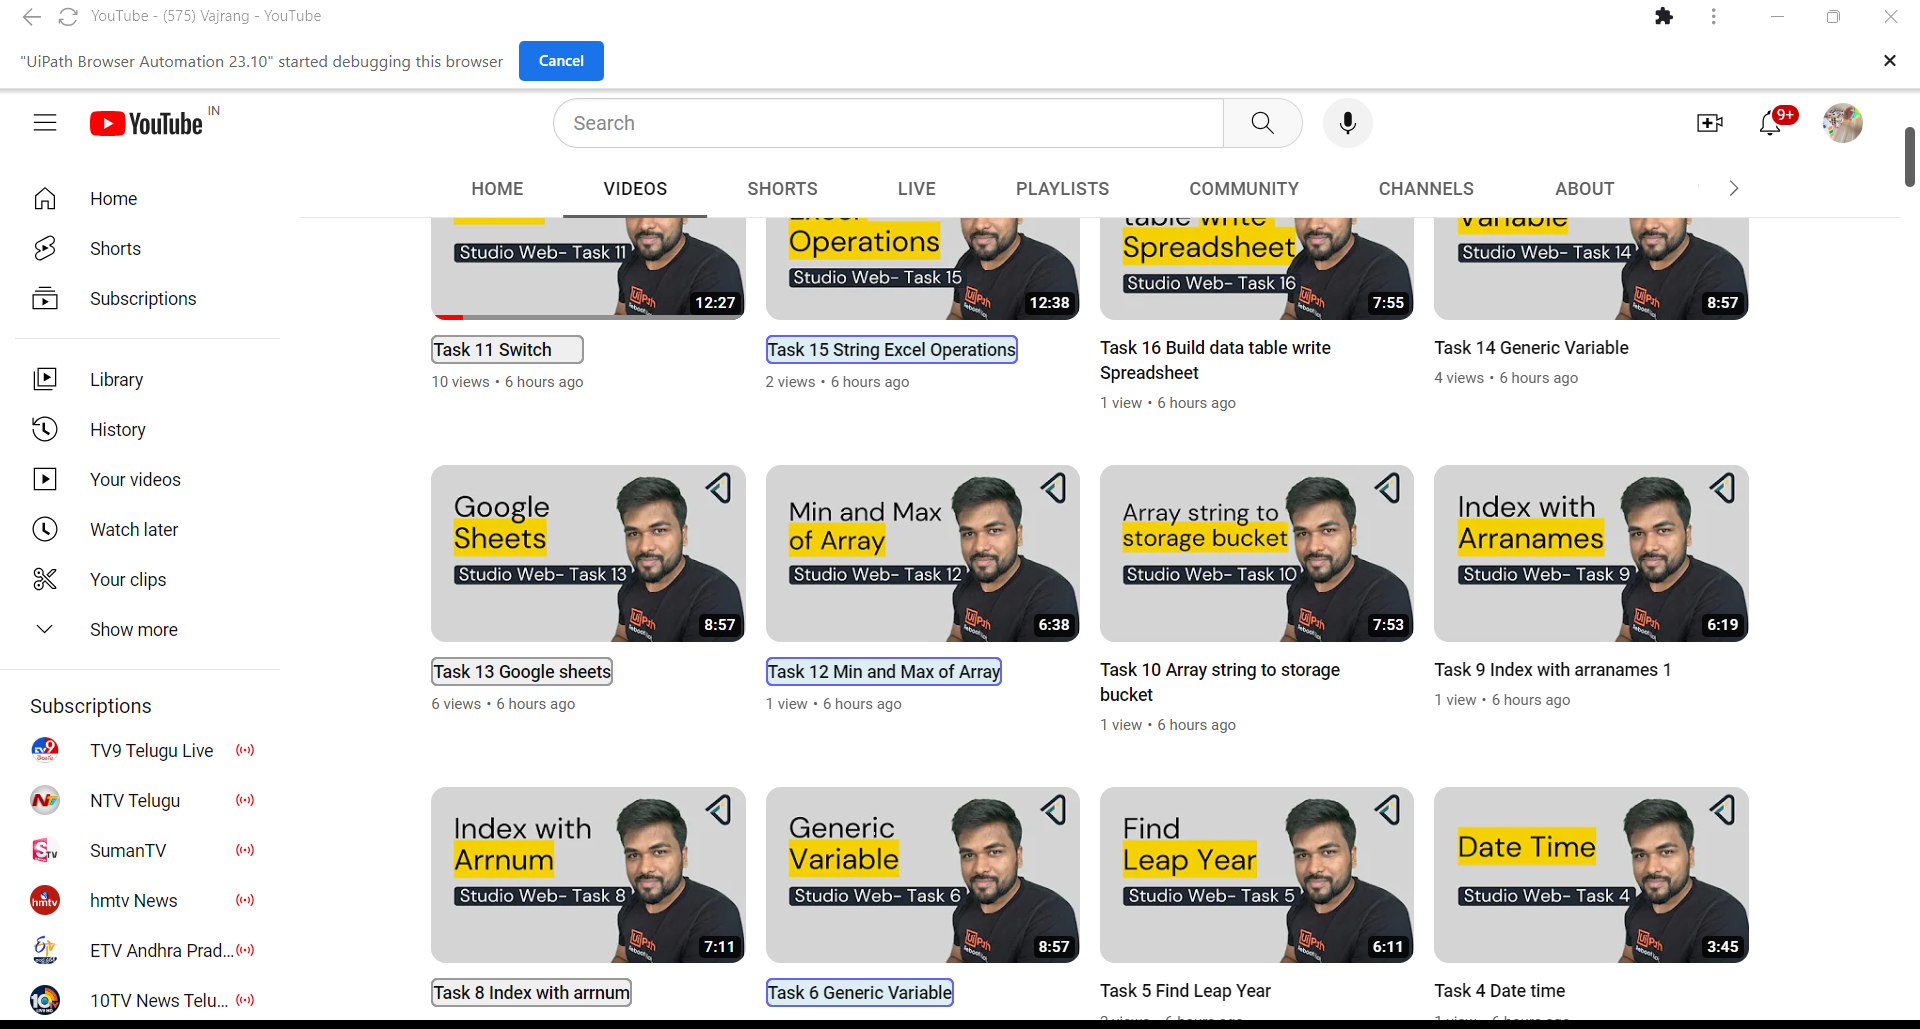 YouTube - (575) Vajrang - YouTube
"UiPath Browser Automation 23.10" started debugging this browser
Cancel
YouTube IN
Search
9+
HOME
VIDEOS
SHORTS
LIVE
PLAYLISTS
COMMUNITY
CHANNELS
ABOUT
Home
Shorts
Subscriptions
Library
History
Your videos
Watch later
Your clips
Show more
Subscriptions
TV9 Telugu Live
NTV Telugu
SumanTV
hmtv
hmtv News
ETV Andhra Prad...
10TV News Telu...
Studio Web- Task 11
12:27
Task 11 Switch
10 views • 6 hours ago
Excel
Operations
Studio Web- Task 15
12:38
Task 15 String Excel Operations
2 views • 6 hours ago
table write
Spreadsheet
Studio Web- Task 16
7:55
Task 16 Build data table write
Spreadsheet
1 view • 6 hours ago
Variable
Studio Web- Task 14
8:57
Task 14 Generic Variable
4 views • 6 hours ago
Google
Sheets
Studio Web- Task 13
8:57
Task 13 Google sheets
6 views • 6 hours ago
Min and Max
of Array
Studio Web- Task 12
6:38
Task 12 Min and Max of Array
1 view • 6 hours ago
Array string to
storage bucket
Studio Web- Task 10
7:53
Task 10 Array string to storage
bucket
1 view • 6 hours ago
Index with
Arranames
Studio Web- Task 9
6:19
Task 9 Index with arranames 1
1 view • 6 hours ago
Index with
Arrnum
Studio Web- Task 8
7:11
Task 8 Index with arrnum
Generic
Variable
Studio Web- Task 6
8:57
Task 6 Generic Variable
Find
Leap Year
Studio Web- Task 5
6:11
Task 5 Find Leap Year
Date Time
Studio Web- Task 4
3:45
Task 4 Date time